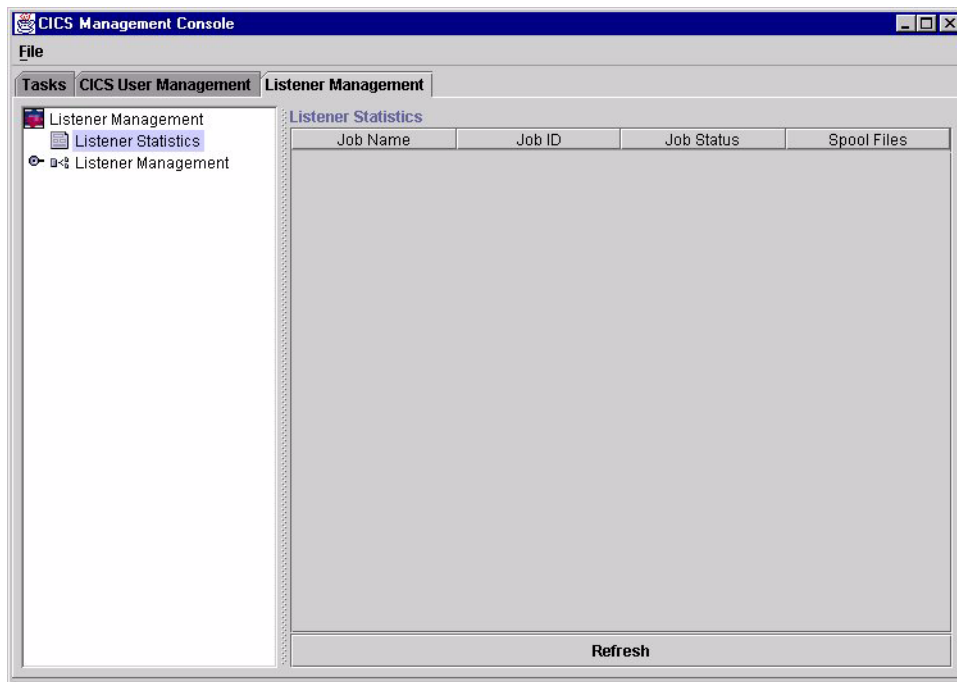 CICS Management Console
File
Tasks CICS User Management Listener Management
Listener Management
Listener Statistics
Listener Management
Listener Statistics
Job Name Job ID Job Status Spool Files
Refresh